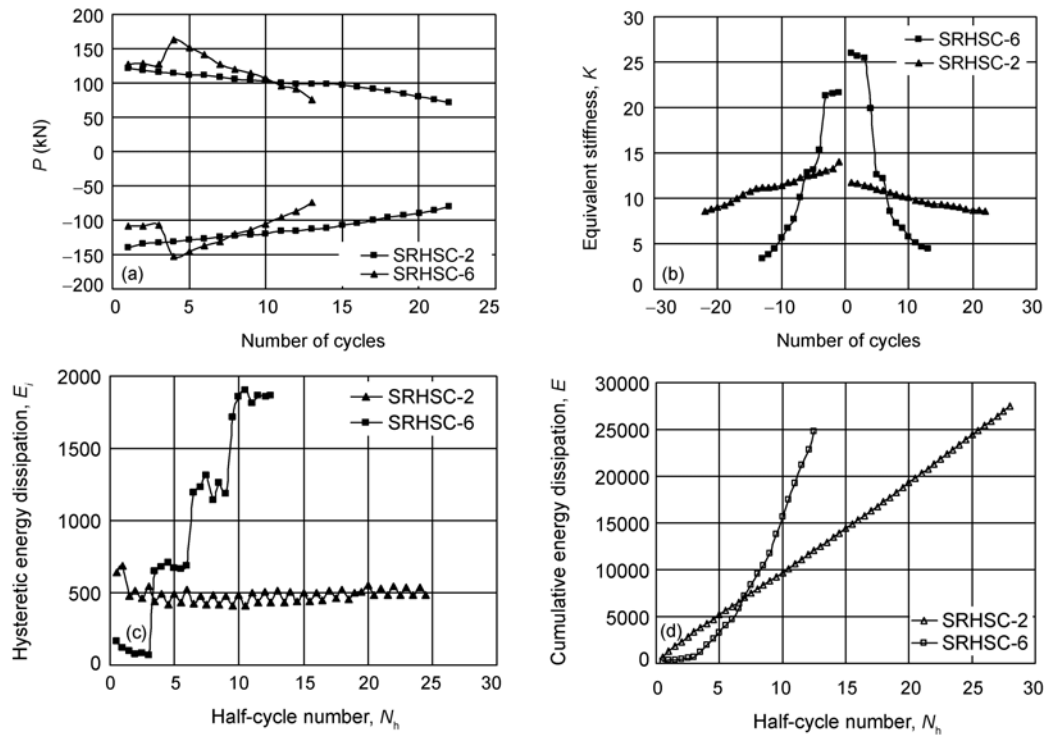 200
150
100
50
0
−50
−100
−150
−200
P (kN)
(a)
SRHSC-2
SRHSC-6
0 5 10 15 20 25
Number of cycles
30
25
20
15
10
5
0
Equivalent stiffness, K
(b)
SRHSC-6
SRHSC-2
−30 −20 −10 0 10 20 30
Number of cycles
2000
1500
1000
500
0
Hysteretic energy dissipation, Ei
(c)
SRHSC-2
SRHSC-6
0 5 10 15 20 25 30
Half-cycle number, Nh
30000
25000
20000
15000
10000
5000
0
Cumulative energy dissipation, E
(d)
SRHSC-2
SRHSC-6
0 5 10 15 20 25 30
Half-cycle number, Nh